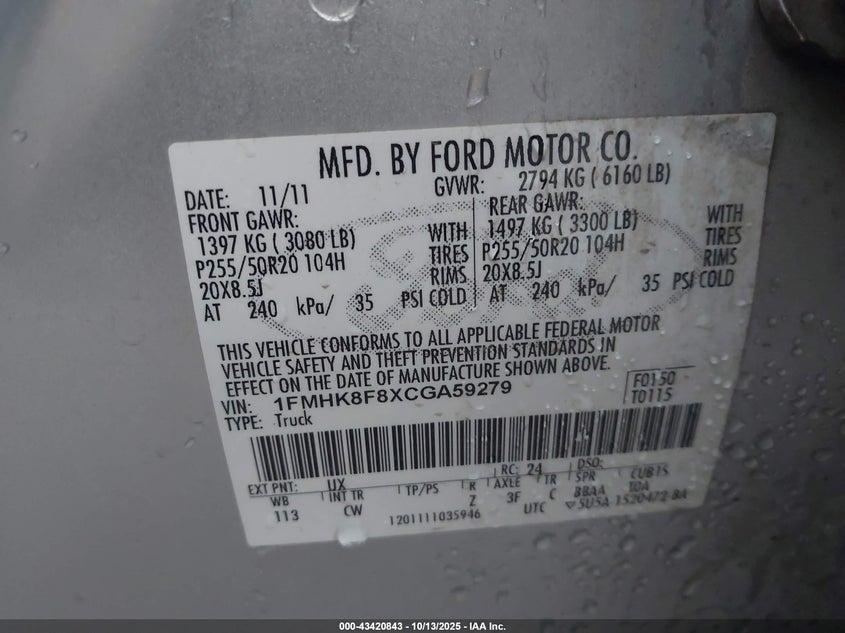 MFD. BY FORD MOTOR CO.
DATE: 11/11 GVWR: 2794 KG ( 6160 LB)
FRONT GAWR: REAR GAWR:
1397 KG ( 3080 LB) WITH 1497 KG ( 3300 LB) WITH
P255/50R20 104H TIRES P255/50R20 104H TIRES
20X8.5J RIMS 20X8.5J RIMS
AT 240 kPa/ 35 PSI COLD AT 240 kPa/ 35 PSI COLD
THIS VEHICLE CONFORMS TO ALL APPLICABLE FEDERAL MOTOR
VEHICLE SAFETY AND THEFT PREVENTION STANDARDS IN
EFFECT ON THE DATE OF MANUFACTURE SHOWN ABOVE.
VIN: 1FMHK8F8XCGA59279 F0150
TYPE: Truck T0115
EXT PNT: UX RC: 24 DSO:
WB INT TR TP/PS R AXLE TR SPR CUB1S
113 CW Z 3F C BBAA
1201111035946 UTC
000-43420843 - 10/13/2025 - IAA Inc.